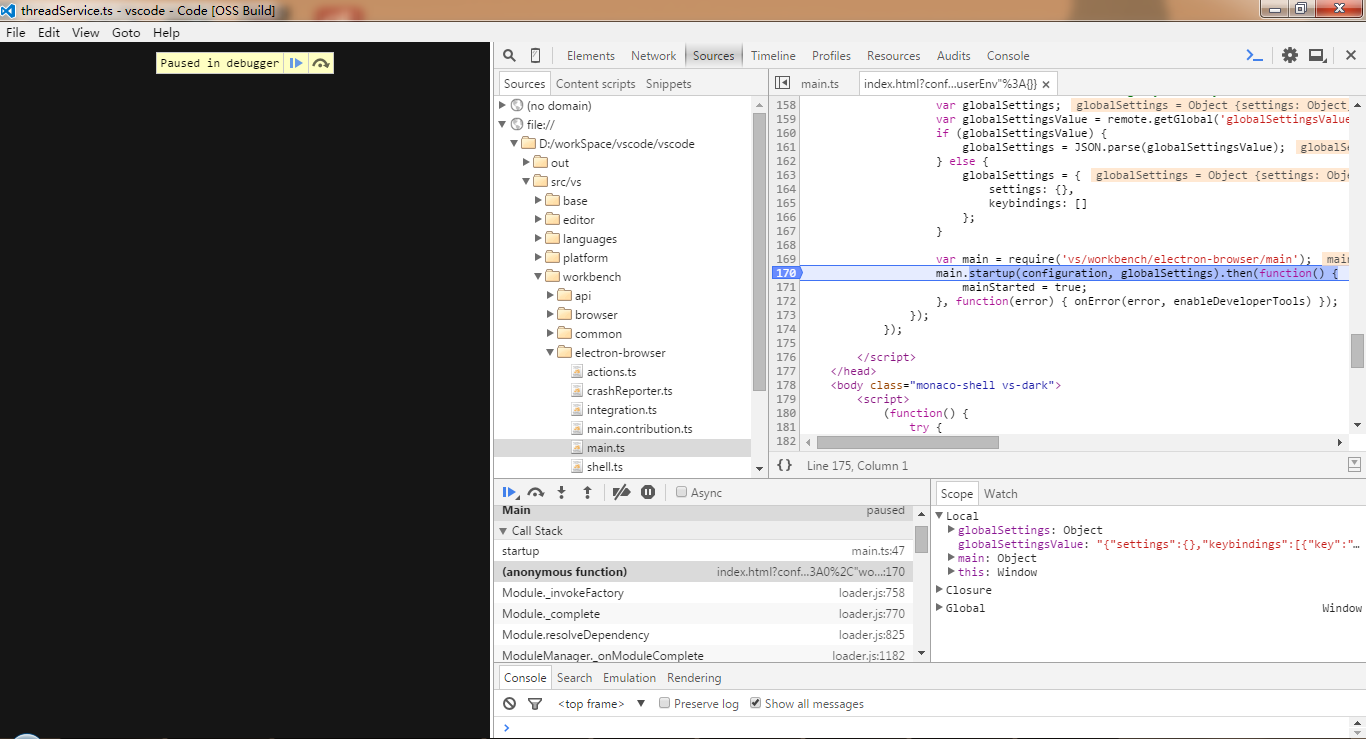 threadService.ts - vscode - Code [OSS Build]
File Edit View Goto Help
Paused in debugger
Elements Network Sources Timeline Profiles Resources Audits Console
Sources Content scripts Snippets
(no domain)
file://
D:/workSpace/vscode/vscode
out
src/vs
base
editor
languages
platform
workbench
api
browser
common
electron-browser
actions.ts
crashReporter.ts
integration.ts
main.contribution.ts
main.ts
shell.ts
main.ts index.html?conf...userEnv"%3A{}} ×
158 var globalSettings; globalSettings = Object {settings: Object,
159 var globalSettingsValue = remote.getGlobal('globalSettingsValue
160 if (globalSettingsValue) {
161 globalSettings = JSON.parse(globalSettingsValue); globalSe
162 } else {
163 globalSettings = { globalSettings = Object {settings: Obje
164 settings: {},
165 keybindings: []
166 };
167 }
168
169 var main = require('vs/workbench/electron-browser/main'); main
170 main.startup(configuration, globalSettings).then(function() {
171 mainStarted = true;
172 }, function(error) { onError(error, enableDeveloperTools) });
173 });
174 });
175
176 </script>
177 </head>
178 <body class="monaco-shell vs-dark">
179 <script>
180 (function() {
181 try {
182
{} Line 175, Column 1
Async
Main paused
Call Stack
startup main.ts:47
(anonymous function) index.html?conf...3A0%2C"wo...:170
Module._invokeFactory loader.js:758
Module._complete loader.js:770
Module.resolveDependency loader.js:825
ModuleManager._onModuleComplete loader.js:1182
Scope Watch
Local
globalSettings: Object
globalSettingsValue: "{"settings":{},"keybindings":[{"key":"…
main: Object
this: Window
Closure
Global Window
Console Search Emulation Rendering
<top frame> ▼ Preserve log Show all messages
>